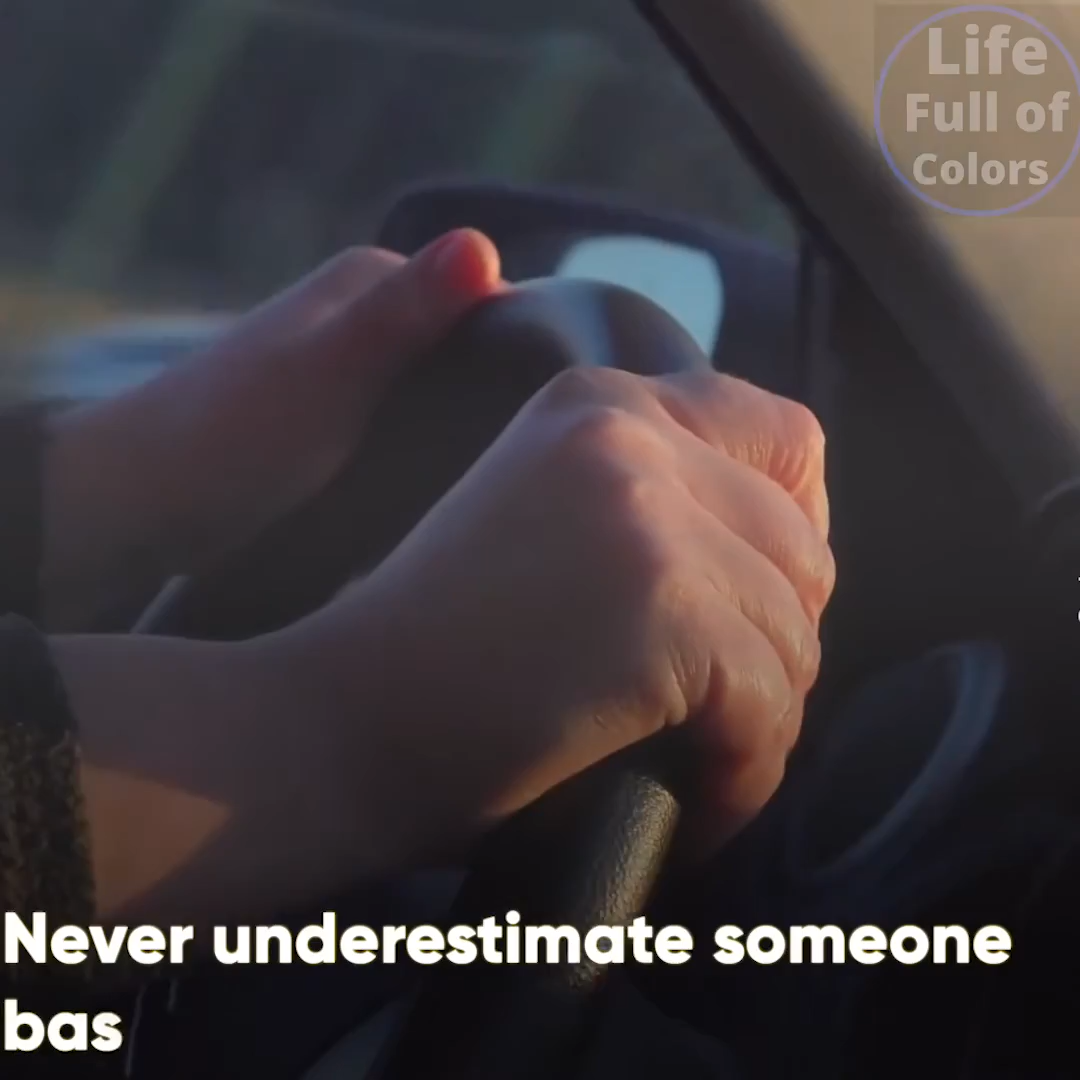 Life
Full of
Colors
Never underestimate someone
bas